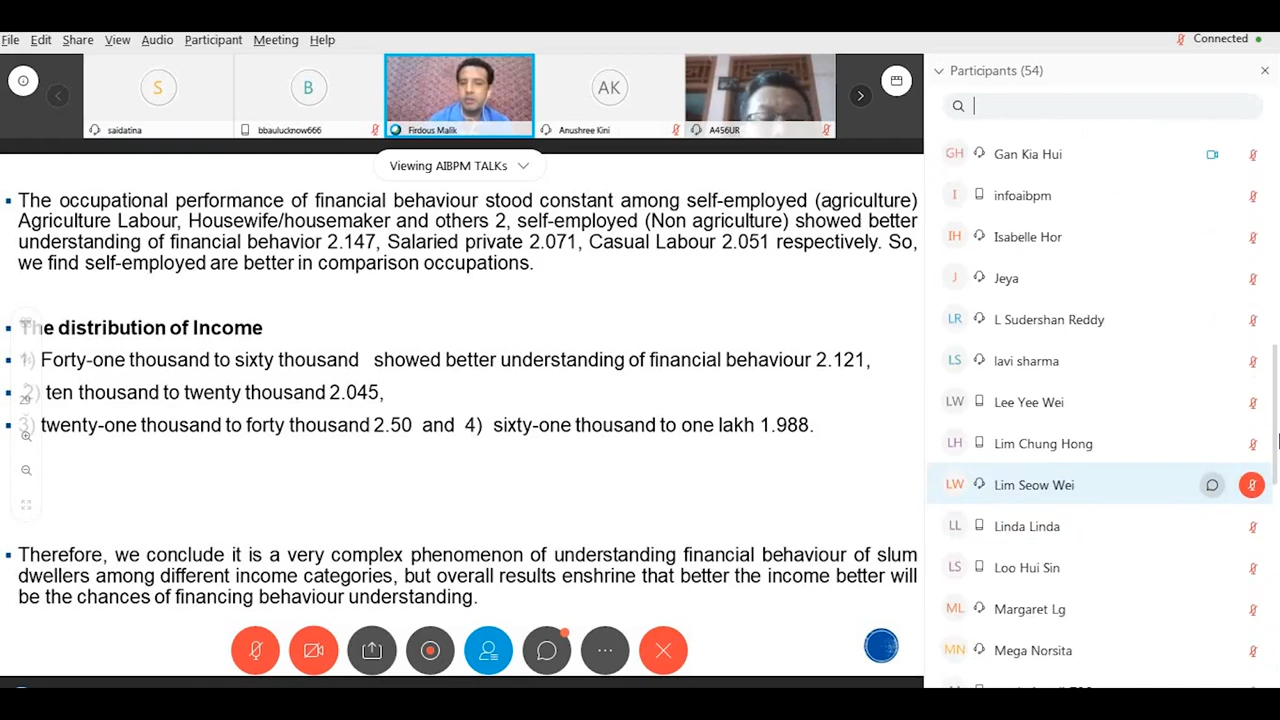 File Edit Share View Audio Participant Meeting Help
Connected
S
B
AK
saidatina
bbaulucknow666
Firdous Malik
Anushree Kini
A456UR
Viewing AIBPM TALKs
The occupational performance of financial behaviour stood constant among self-employed (agriculture)
Agriculture Labour, Housewife/housemaker and others 2, self-employed (Non agriculture) showed better
understanding of financial behavior 2.147, Salaried private 2.071, Casual Labour 2.051 respectively. So,
we find self-employed are better in comparison occupations.
The distribution of Income
1) Forty-one thousand to sixty thousand showed better understanding of financial behaviour 2.121,
2) ten thousand to twenty thousand 2.045,
3) twenty-one thousand to forty thousand 2.50 and 4) sixty-one thousand to one lakh 1.988.
Therefore, we conclude it is a very complex phenomenon of understanding financial behaviour of slum
dwellers among different income categories, but overall results enshrine that better the income better will
be the chances of financing behaviour understanding.
Participants (54)
GH Gan Kia Hui
I infoaibpm
IH Isabelle Hor
J Jeya
LR L Sudershan Reddy
LS lavi sharma
LW Lee Yee Wei
LH Lim Chung Hong
LW Lim Seow Wei
LL Linda Linda
LS Loo Hui Sin
ML Margaret Lg
MN Mega Norsita